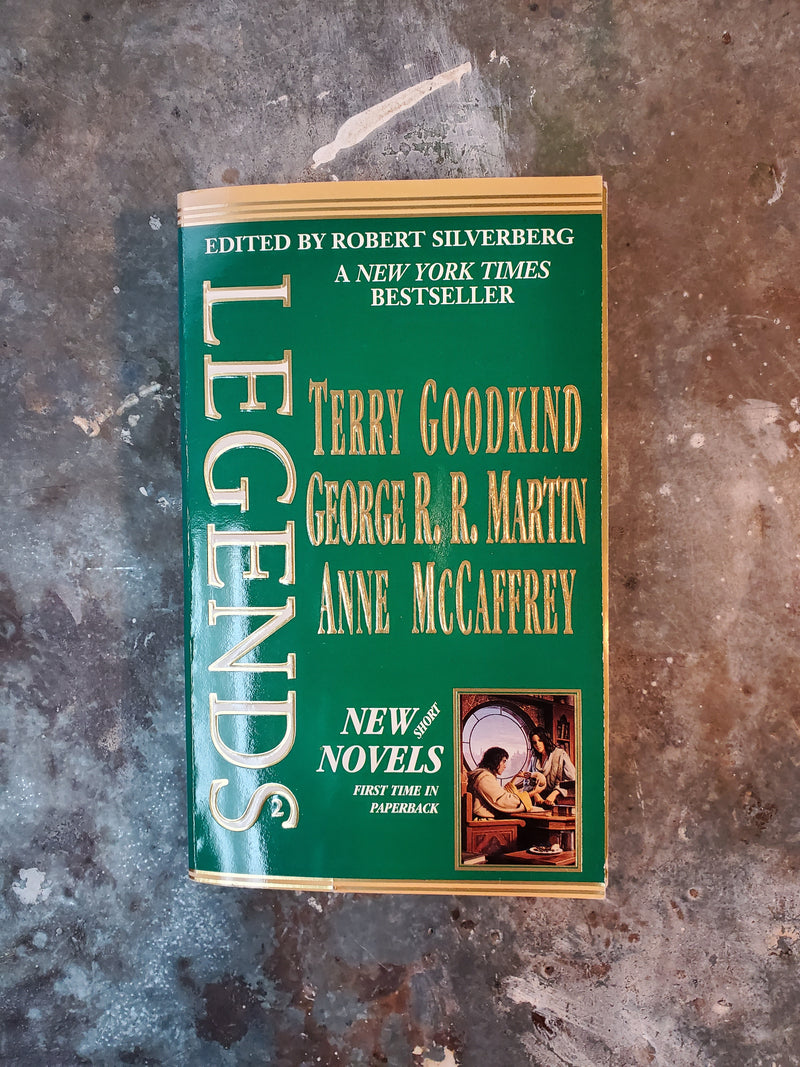 EDITED BY ROBERT SILVERBERG
A NEW YORK TIMES
BESTSELLER
LEGENDS
2
TERRY GOODKIND
GEORGE R. R. MARTIN
ANNE MCCAFFREY
NEW SHORT
NOVELS
FIRST TIME IN
PAPERBACK